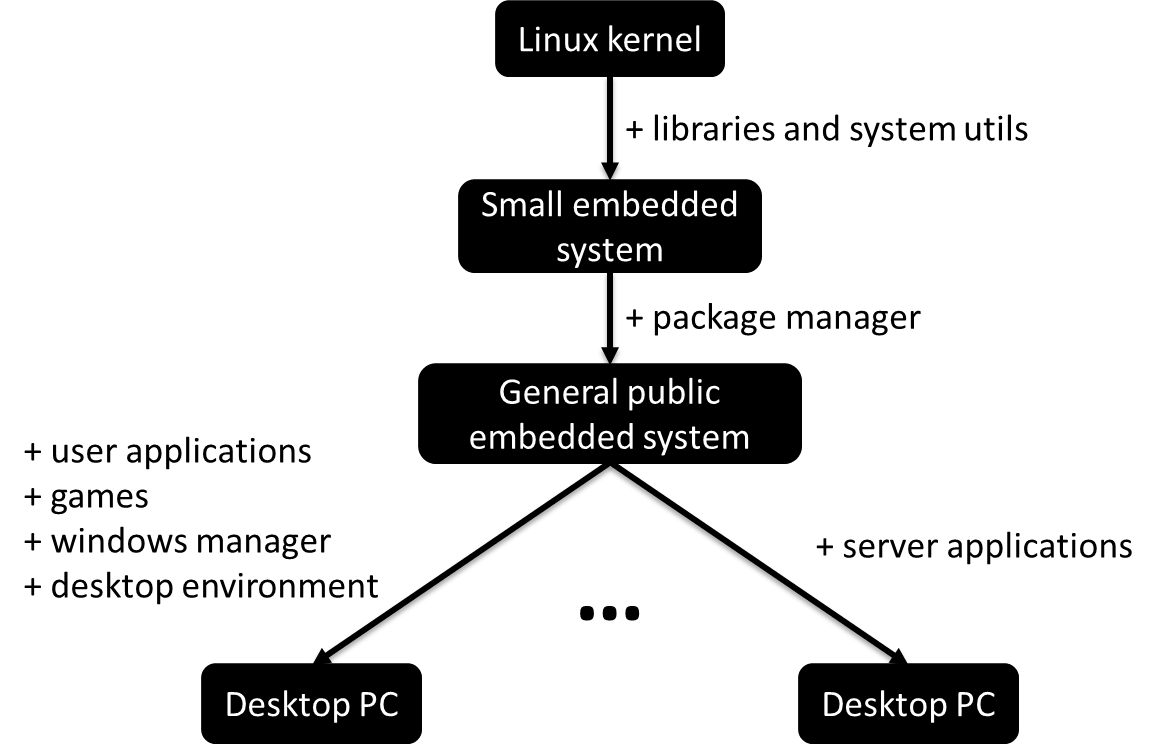 Linux kernel
+ libraries and system utils
Small embedded
system
+ package manager
General public
embedded system
+ user applications
+ games
+ windows manager
+ desktop environment
+ server applications
...
Desktop PC
Desktop PC